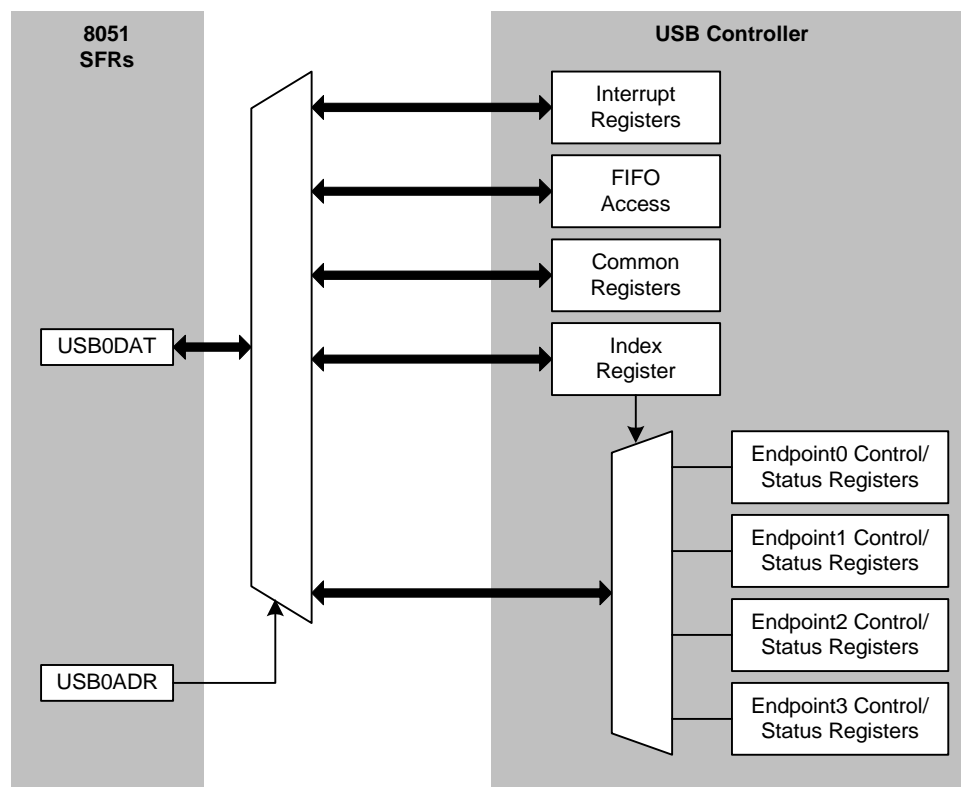 8051
SFRs
USB Controller
Interrupt
Registers
FIFO
Access
Common
Registers
USB0DAT
Index
Register
Endpoint0 Control/
Status Registers
Endpoint1 Control/
Status Registers
Endpoint2 Control/
Status Registers
USB0ADR
Endpoint3 Control/
Status Registers